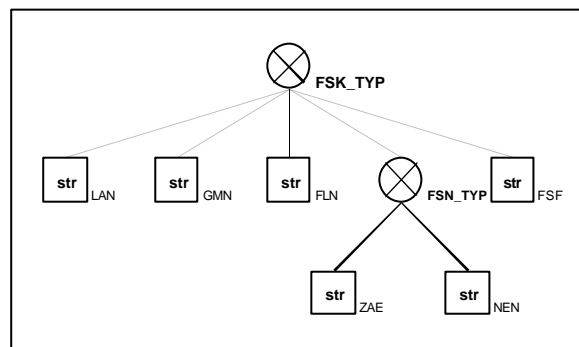 FSK_TYP
str LAN
str GMN
str FLN
FSN_TYP
str FSF
str ZAE
str NEN